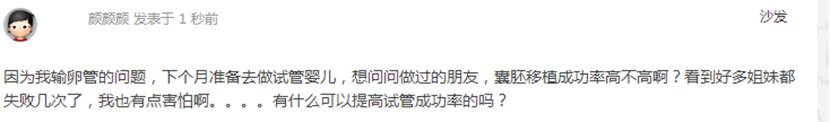 颜颜颜 发表于 1 秒前
沙发
因为我输卵管的问题，下个月准备去做试管婴儿，想问问做过的朋友，囊胚移植成功率高不高啊？看到好多姐妹都
失败几次了，我也有点害怕啊。。。。有什么可以提高试管成功率的吗？